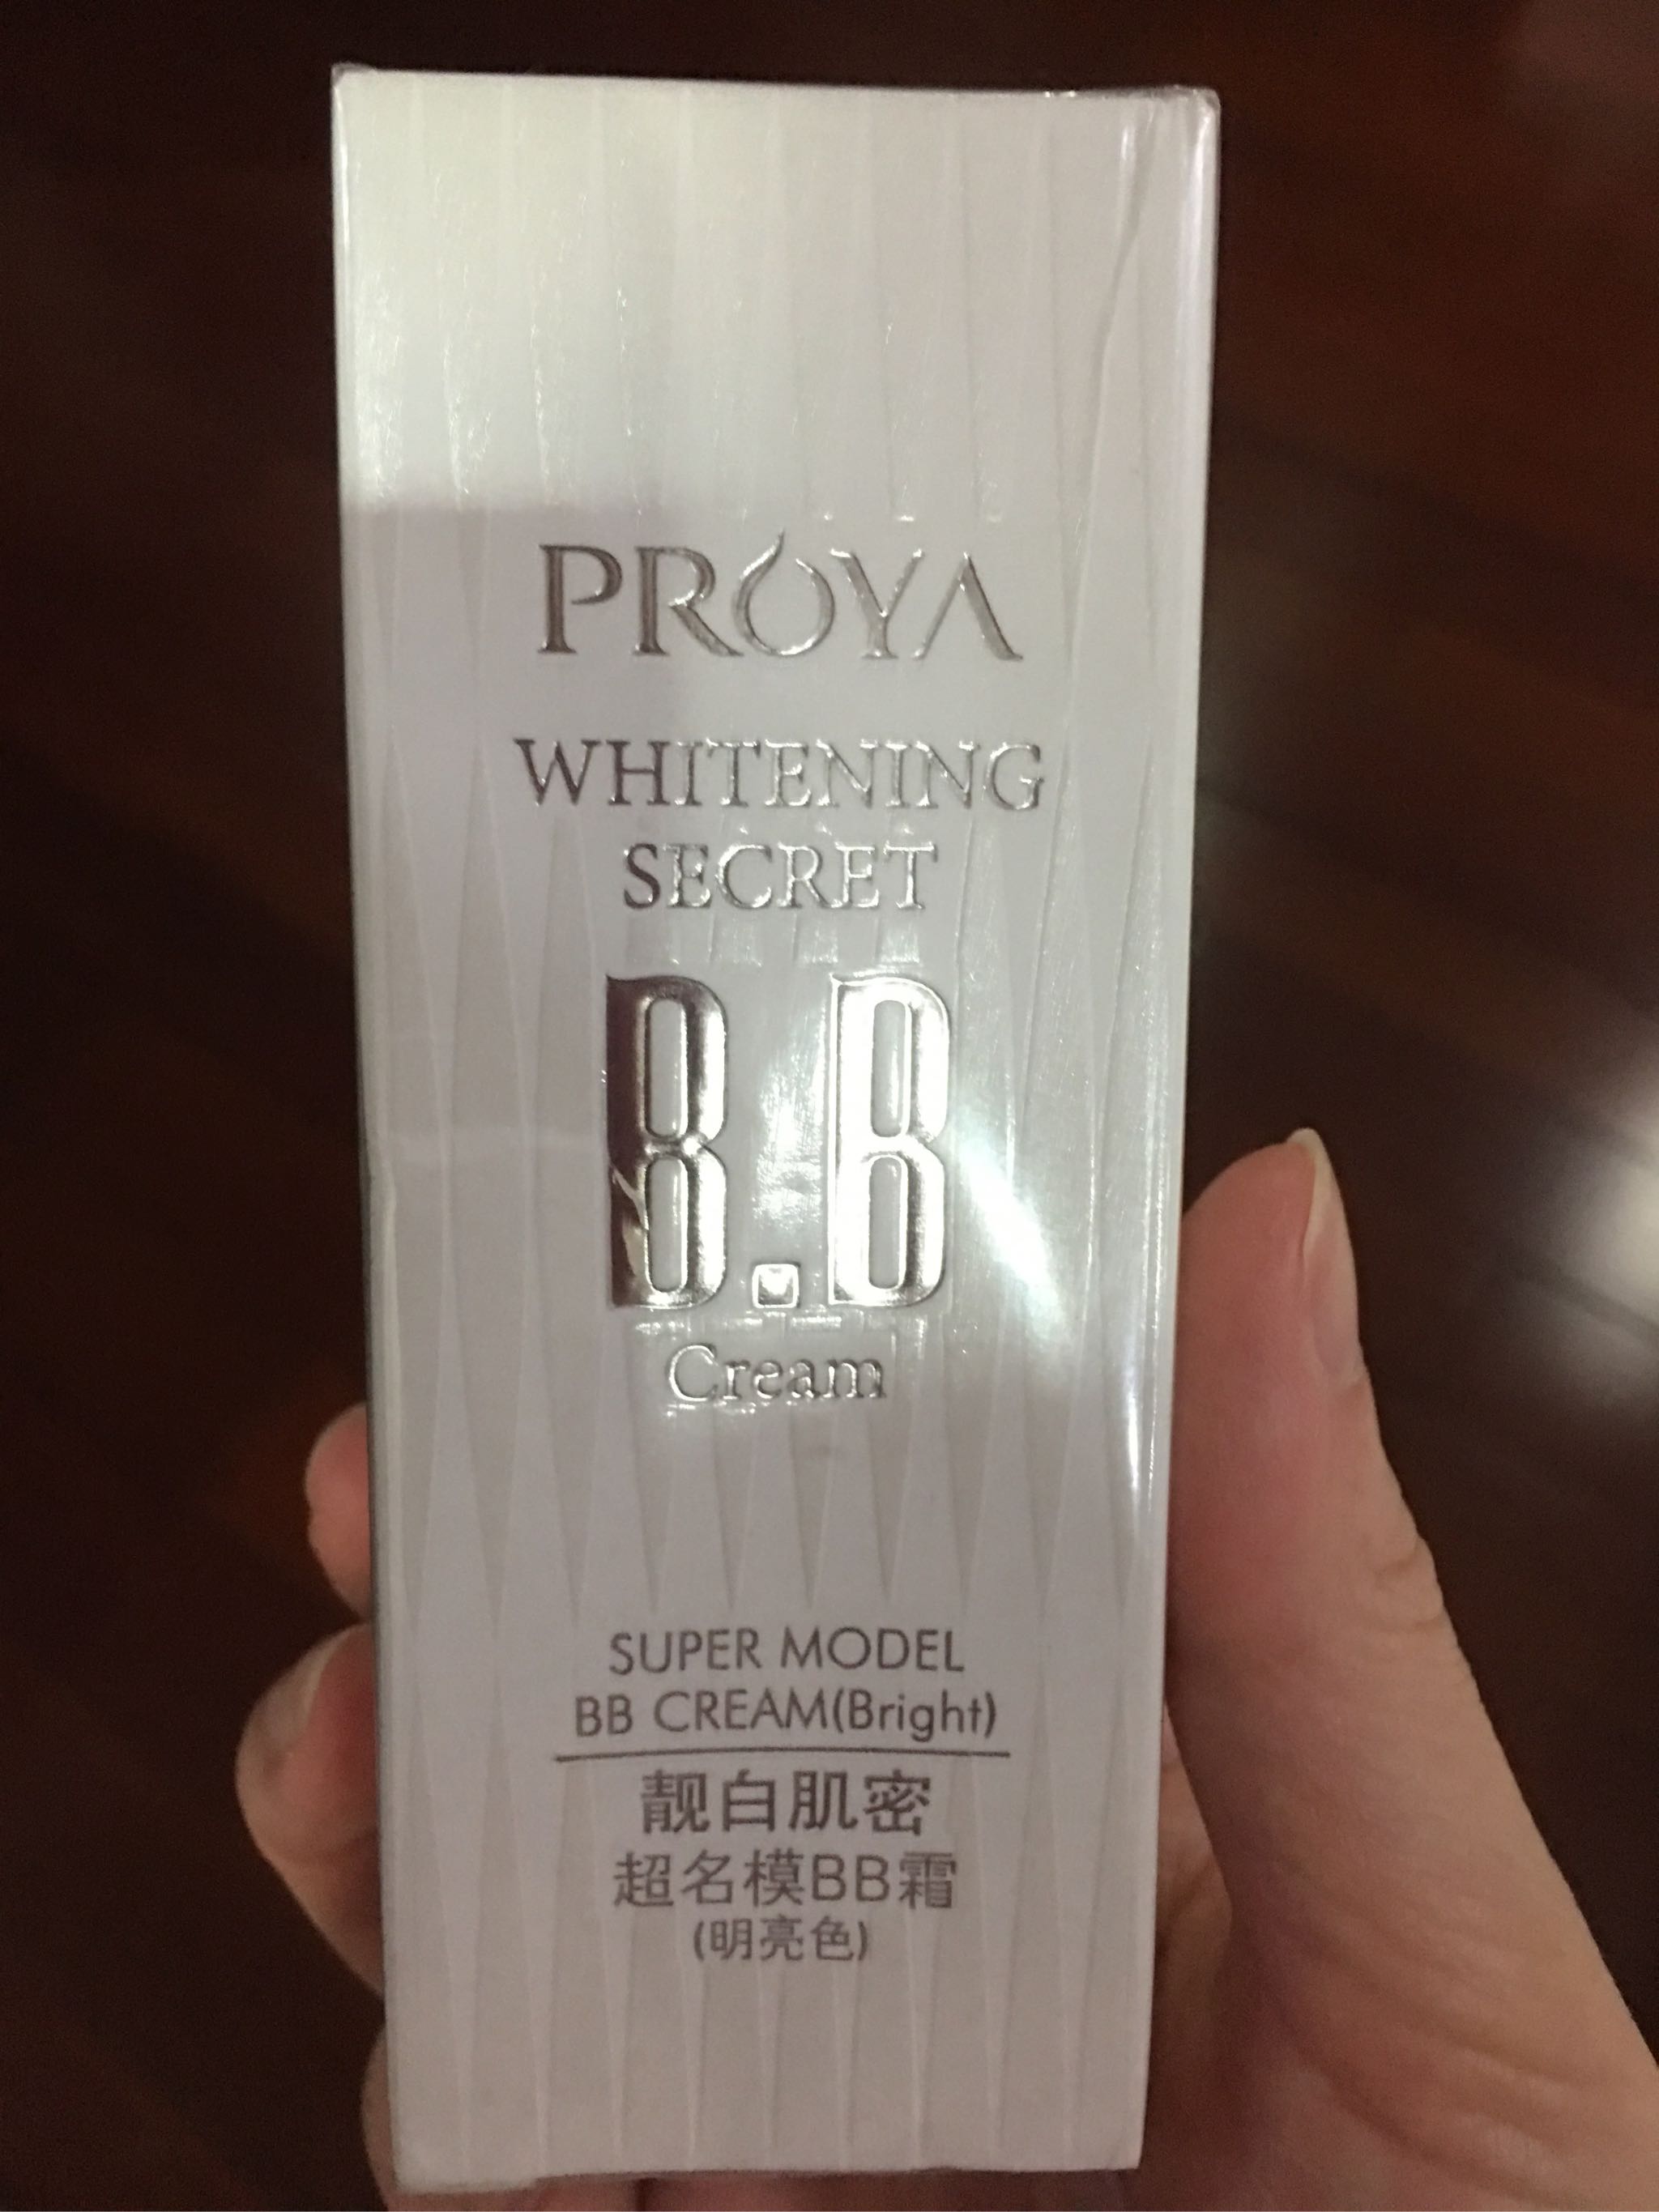 PROYA
WHITENING
SECRET
B.B
Cream
SUPER MODEL
BB CREAM(Bright)
靓白肌密
超名模BB霜
(明亮色)